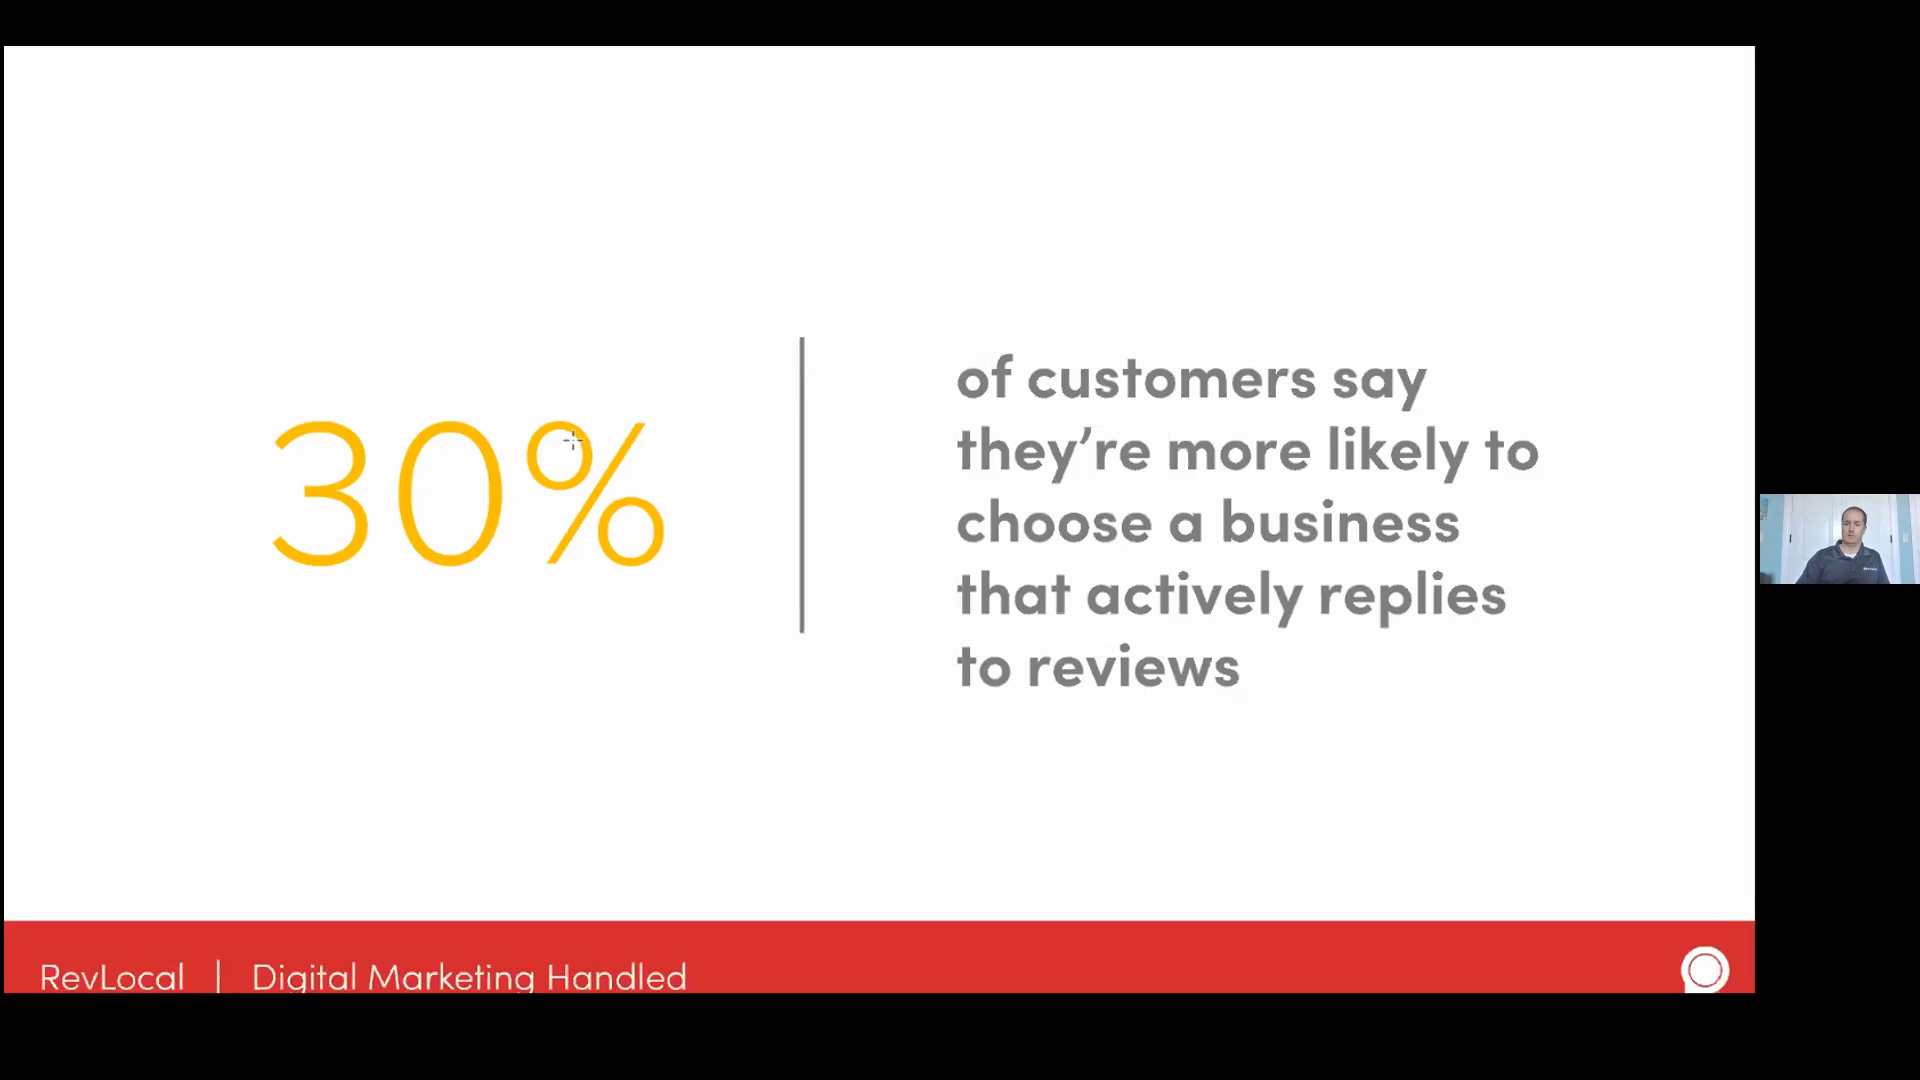 30%
of customers say
they’re more likely to
choose a business
that actively replies
to reviews
RevLocal | Digital Marketing Handled